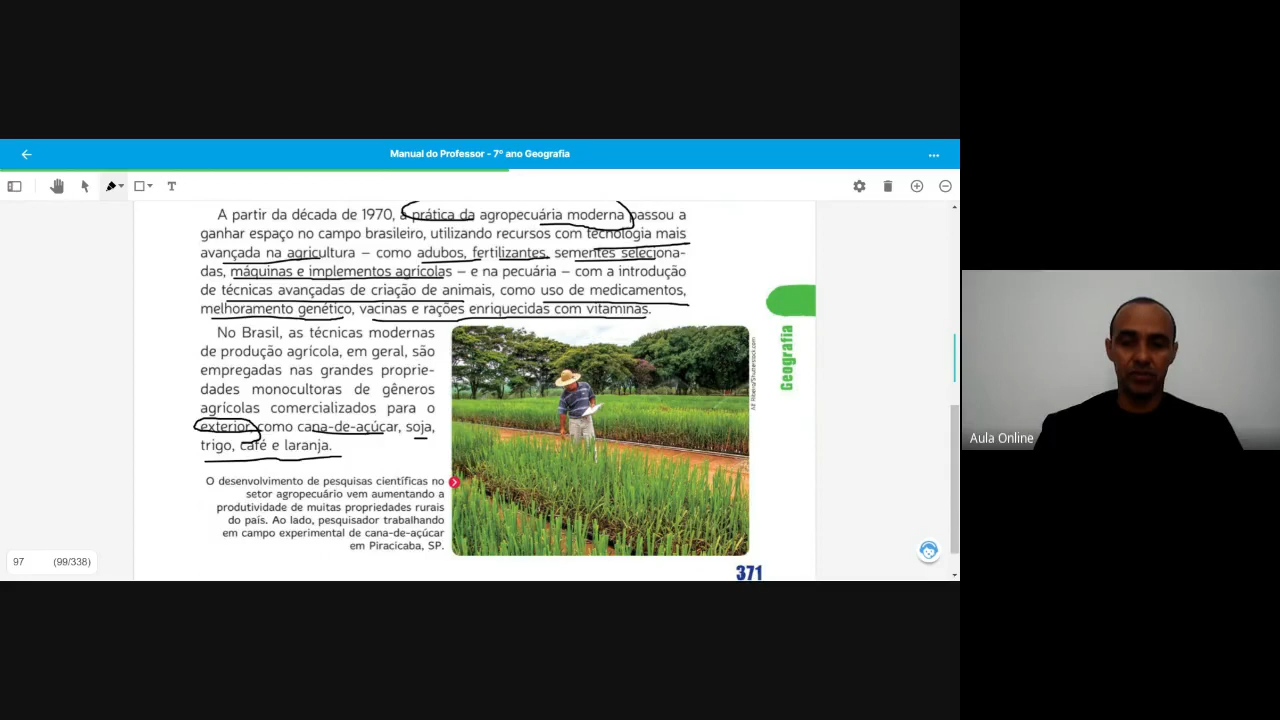 Manual do Professor - 7º ano Geografia
T
A partir da década de 1970, a prática da agropecuária moderna passou a
ganhar espaço no campo brasileiro, utilizando recursos com tecnologia mais
avançada na agricultura – como adubos, fertilizantes, sementes seleciona-
das, máquinas e implementos agrícolas – e na pecuária – com a introdução
de técnicas avançadas de criação de animais, como uso de medicamentos,
melhoramento genético, vacinas e rações enriquecidas com vitaminas.
No Brasil, as técnicas modernas
de produção agrícola, em geral, são
empregadas nas grandes proprie-
dades monocultoras de gêneros
agrícolas comercializados para o
exterior, como cana-de-açúcar, soja,
trigo, café e laranja.
O desenvolvimento de pesquisas científicas no
setor agropecuário vem aumentando a
produtividade de muitas propriedades rurais
do país. Ao lado, pesquisador trabalhando
em campo experimental de cana-de-açúcar
em Piracicaba, SP.
Geografia
371
97 (99/338)
Aula Online